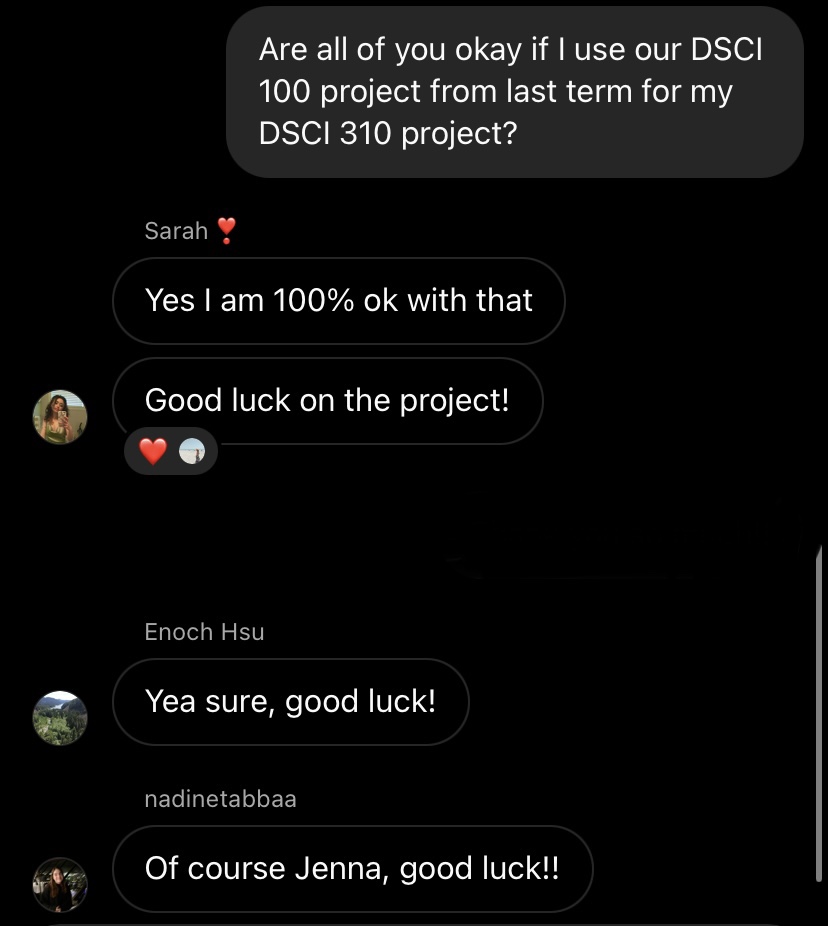 Are all of you okay if I use our DSCI
100 project from last term for my
DSCI 310 project?
Sarah ❣️
Yes I am 100% ok with that
Good luck on the project!
Enoch Hsu
Yea sure, good luck!
nadinetabbaa
Of course Jenna, good luck!!